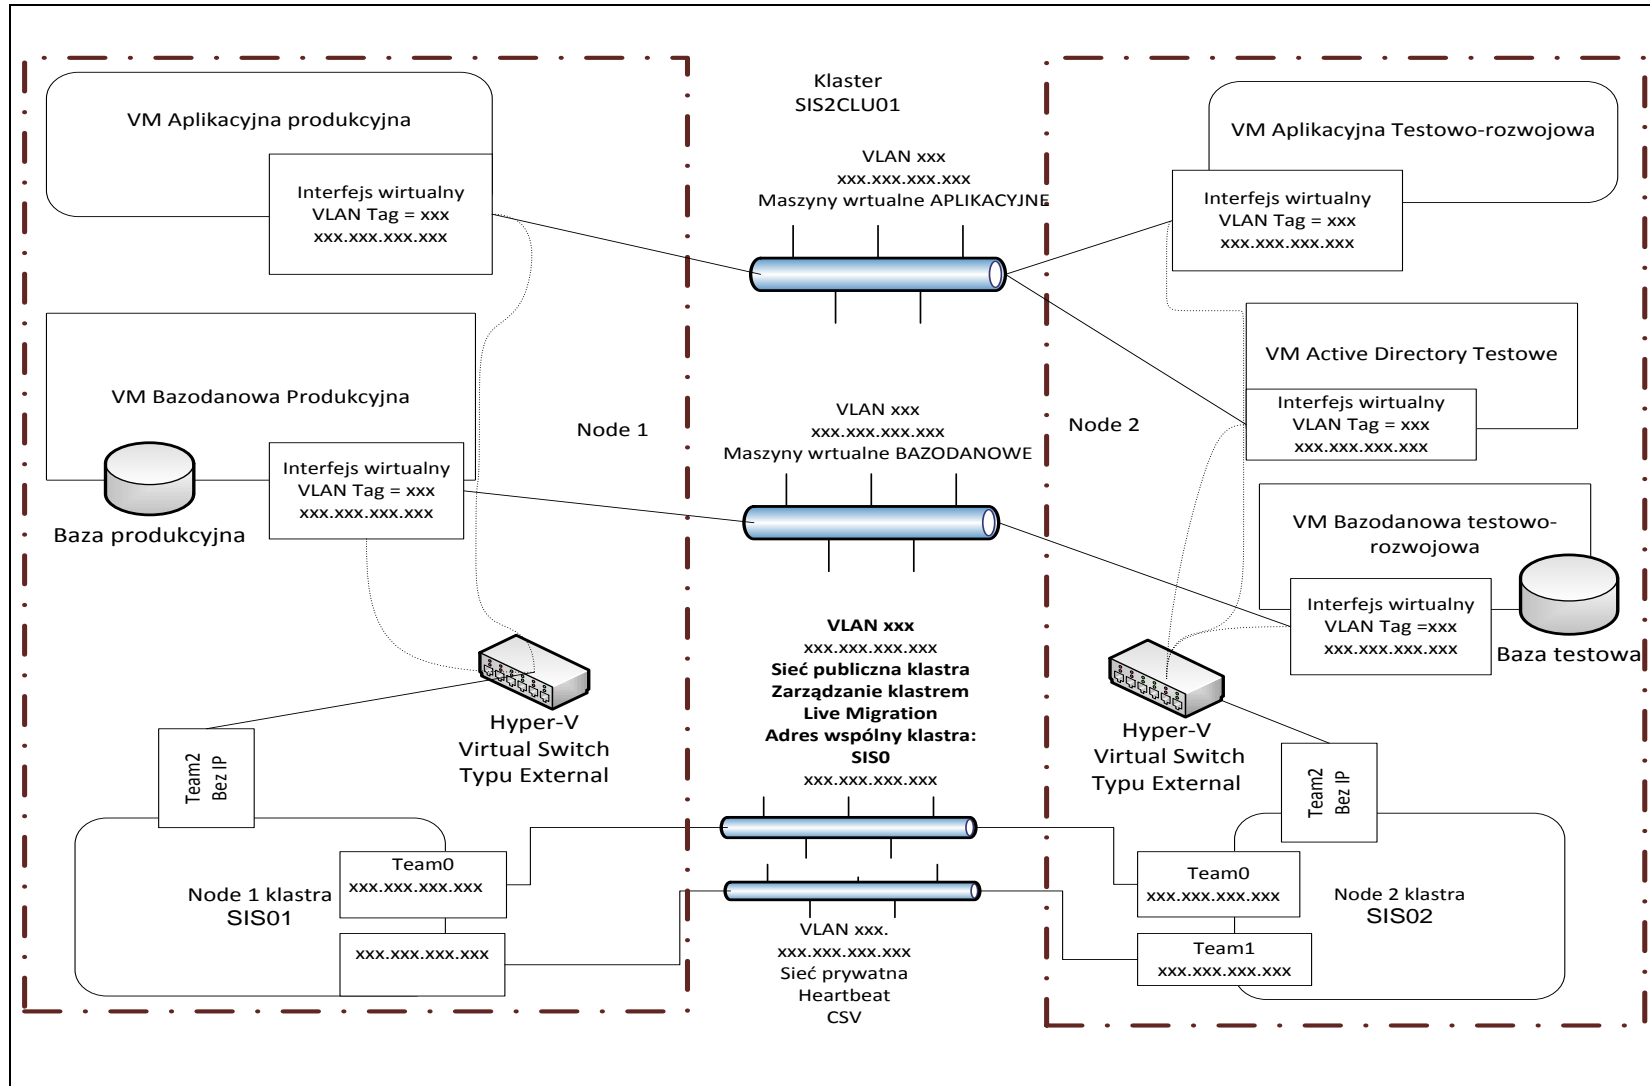 Klaster
SIS2CLU01
VM Aplikacyjna produkcyjna
Interfejs wirtualny
VLAN Tag = xxx
xxx.xxx.xxx.xxx
VLAN xxx
xxx.xxx.xxx.xxx
Maszyny wrtualne APLIKACYJNE
VM Aplikacyjna Testowo-rozwojowa
Interfejs wirtualny
VLAN Tag = xxx
xxx.xxx.xxx.xxx
VM Bazodanowa Produkcyjna
Interfejs wirtualny
VLAN Tag = xxx
xxx.xxx.xxx.xxx
Baza produkcyjna
Node 1
VLAN xxx
xxx.xxx.xxx.xxx
Maszyny wrtualne BAZODANOWE
Node 2
VM Active Directory Testowe
Interfejs wirtualny
VLAN Tag = xxx
xxx.xxx.xxx.xxx
VM Bazodanowa testowo-
rozwojowa
Interfejs wirtualny
VLAN Tag =xxx
xxx.xxx.xxx.xxx
Baza testowa
Hyper-V
Virtual Switch
Typu External
VLAN xxx
xxx.xxx.xxx.xxx
Sieć publiczna klastra
Zarządzanie klastrem
Live Migration
Adres wspólny klastra:
SIS0
xxx.xxx.xxx.xxx
Hyper-V
Virtual Switch
Typu External
Team2
Bez IP
Node 1 klastra
SIS01
Team0
xxx.xxx.xxx.xxx
xxx.xxx.xxx.xxx
VLAN xxx.
xxx.xxx.xxx.xxx
Sieć prywatna
Heartbeat
CSV
Team2
Bez IP
Team0
xxx.xxx.xxx.xxx
Team1
xxx.xxx.xxx.xxx
Node 2 klastra
SIS02